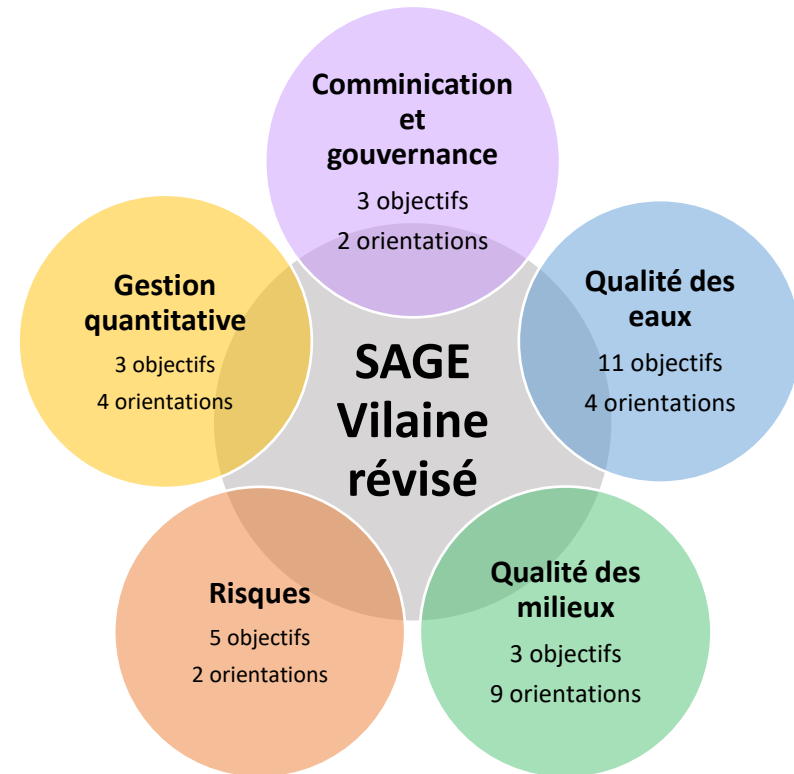 Comminication
et
gouvernance
3 objectifs
2 orientations
Qualité des
eaux
11 objectifs
4 orientations
Qualité des
milieux
3 objectifs
9 orientations
Risques
5 objectifs
2 orientations
Gestion
quantitative
3 objectifs
4 orientations
SAGE
Vilaine
révisé